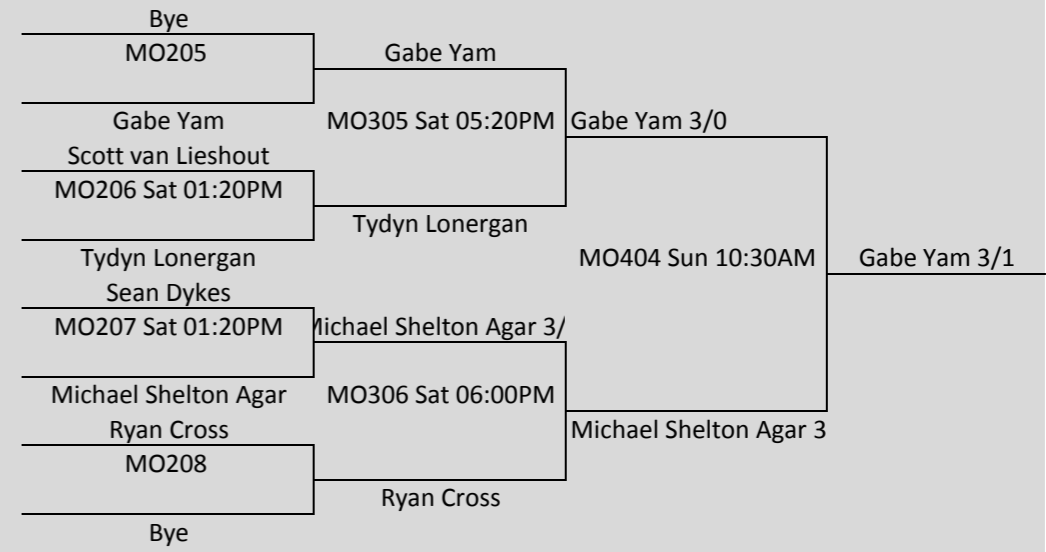 Bye
MO205
Gabe Yam
Gabe Yam
MO305 Sat 05:20PM
Gabe Yam 3/0
Scott van Lieshout
MO206 Sat 01:20PM
Tydyn Lonergan
Tydyn Lonergan
MO404 Sun 10:30AM
Gabe Yam 3/1
Sean Dykes
MO207 Sat 01:20PM
Michael Shelton Agar 3/
Michael Shelton Agar
MO306 Sat 06:00PM
Ryan Cross
Michael Shelton Agar 3
MO208
Ryan Cross
Bye